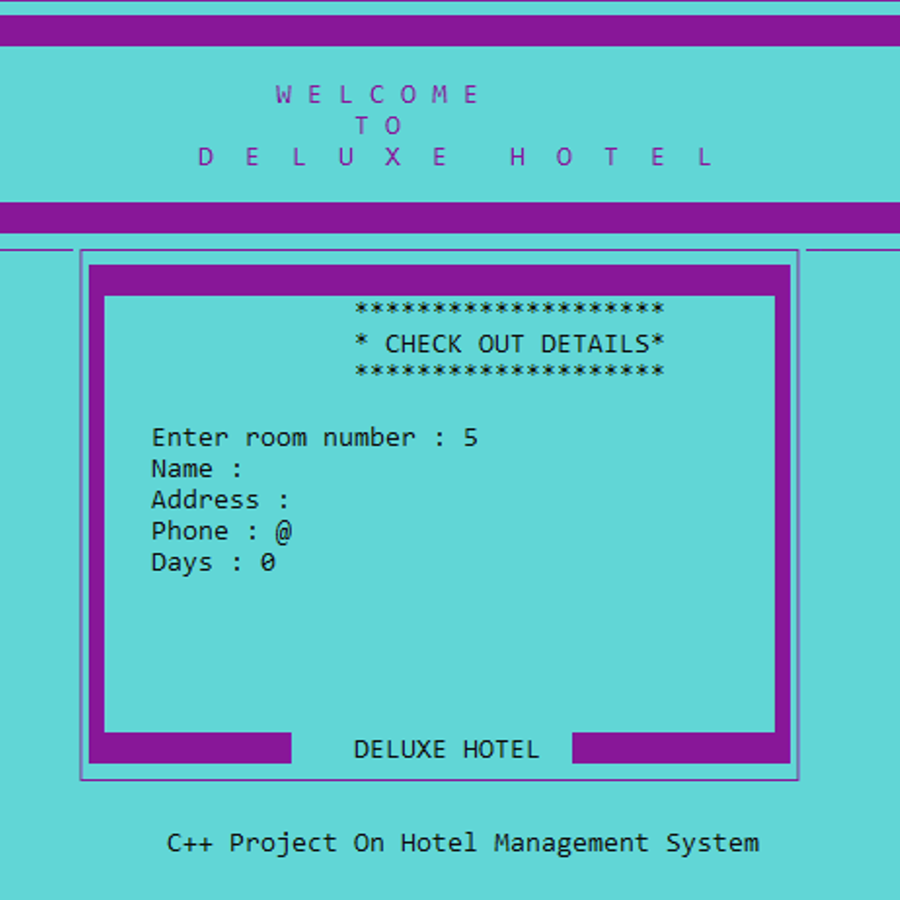 W E L C O M E
T O
D E L U X E H O T E L
********************
* CHECK OUT DETAILS*
********************
Enter room number : 5
Name :
Address :
Phone : @
Days : 0
DELUXE HOTEL
C++ Project On Hotel Management System